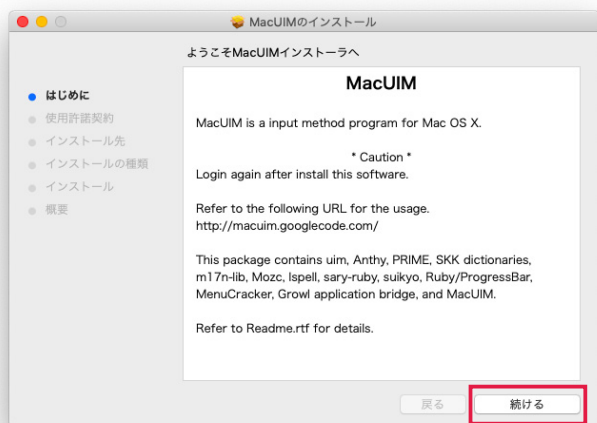 MacUIMのインストール
ようこそMacUIMインストーラへ
はじめに
使用許諾契約
インストール先
インストールの種類
インストール
概要
MacUIM
MacUIM is a input method program for Mac OS X.
* Caution *
Login again after install this software.
Refer to the following URL for the usage.
http://macuim.googlecode.com/
This package contains uim, Anthy, PRIME, SKK dictionaries,
m17n-lib, Mozc, Ispell, sary-ruby, suikyo, Ruby/ProgressBar,
MenuCracker, Growl application bridge, and MacUIM.
Refer to Readme.rtf for details.
戻る
続ける